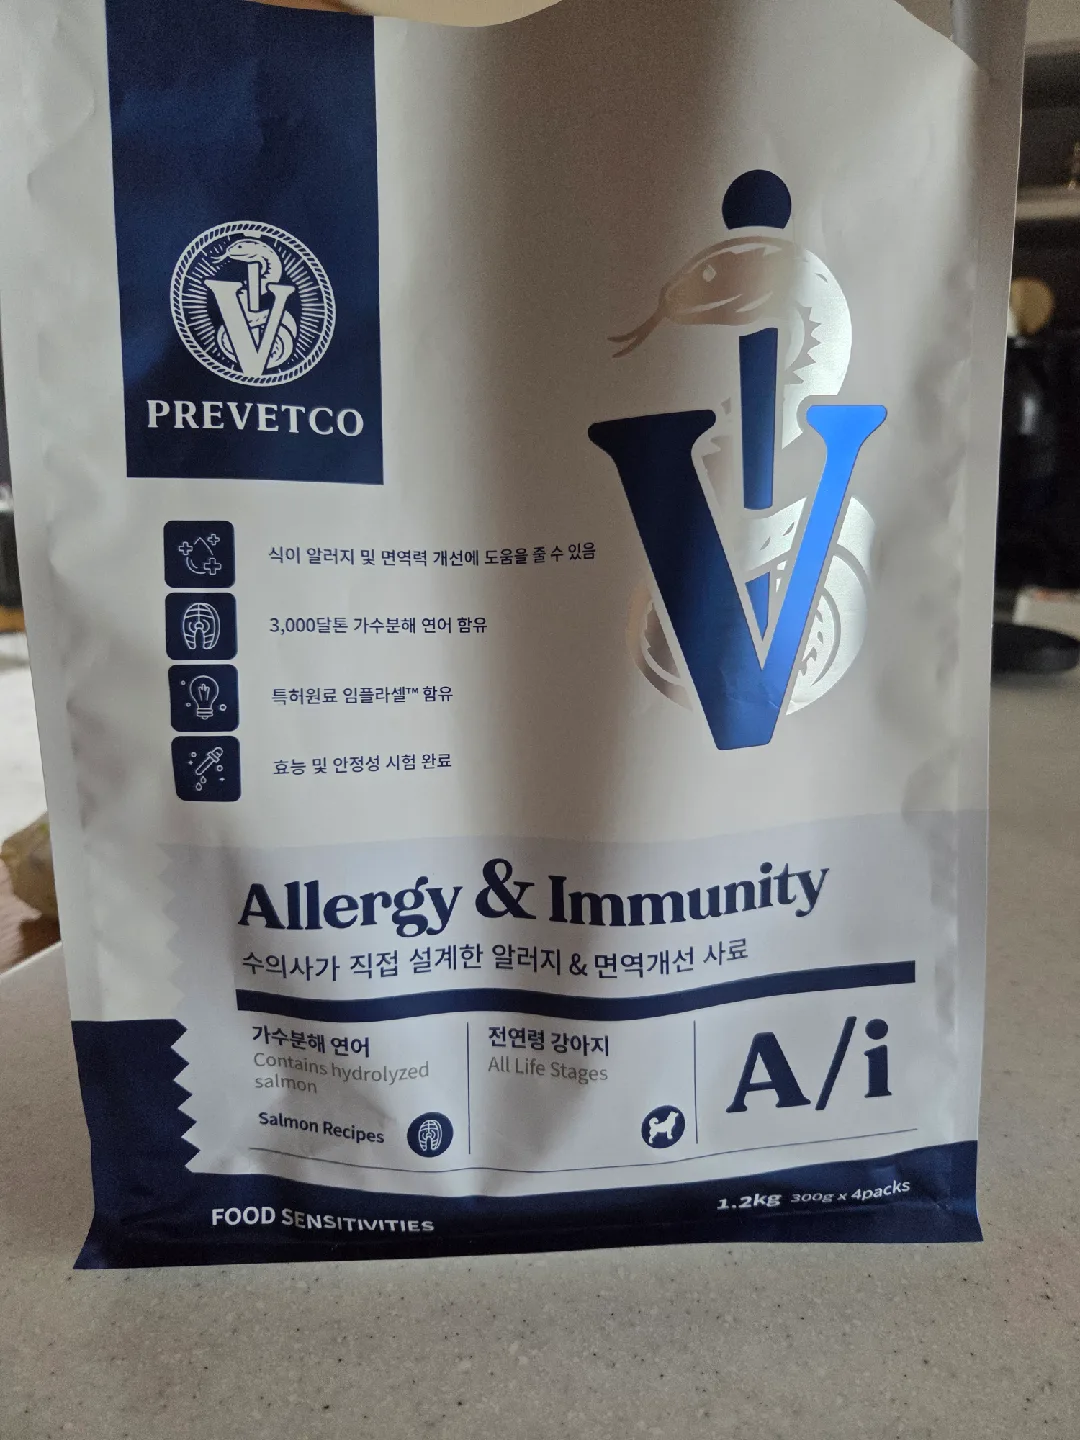 PREVETCO
식이 알러지 및 면역력 개선에 도움을 줄 수 있음
3,000달톤 가수분해 연어 함유
특허원료 임플라셀™ 함유
효능 및 안정성 시험 완료
Allergy & Immunity
수의사가 직접 설계한 알러지 & 면역개선 사료
가수분해 연어
Contains hydrolyzed
salmon
Salmon Recipes
전연령 강아지
All Life Stages
A/i
FOOD SENSITIVITIES
1.2kg 300g x 4packs